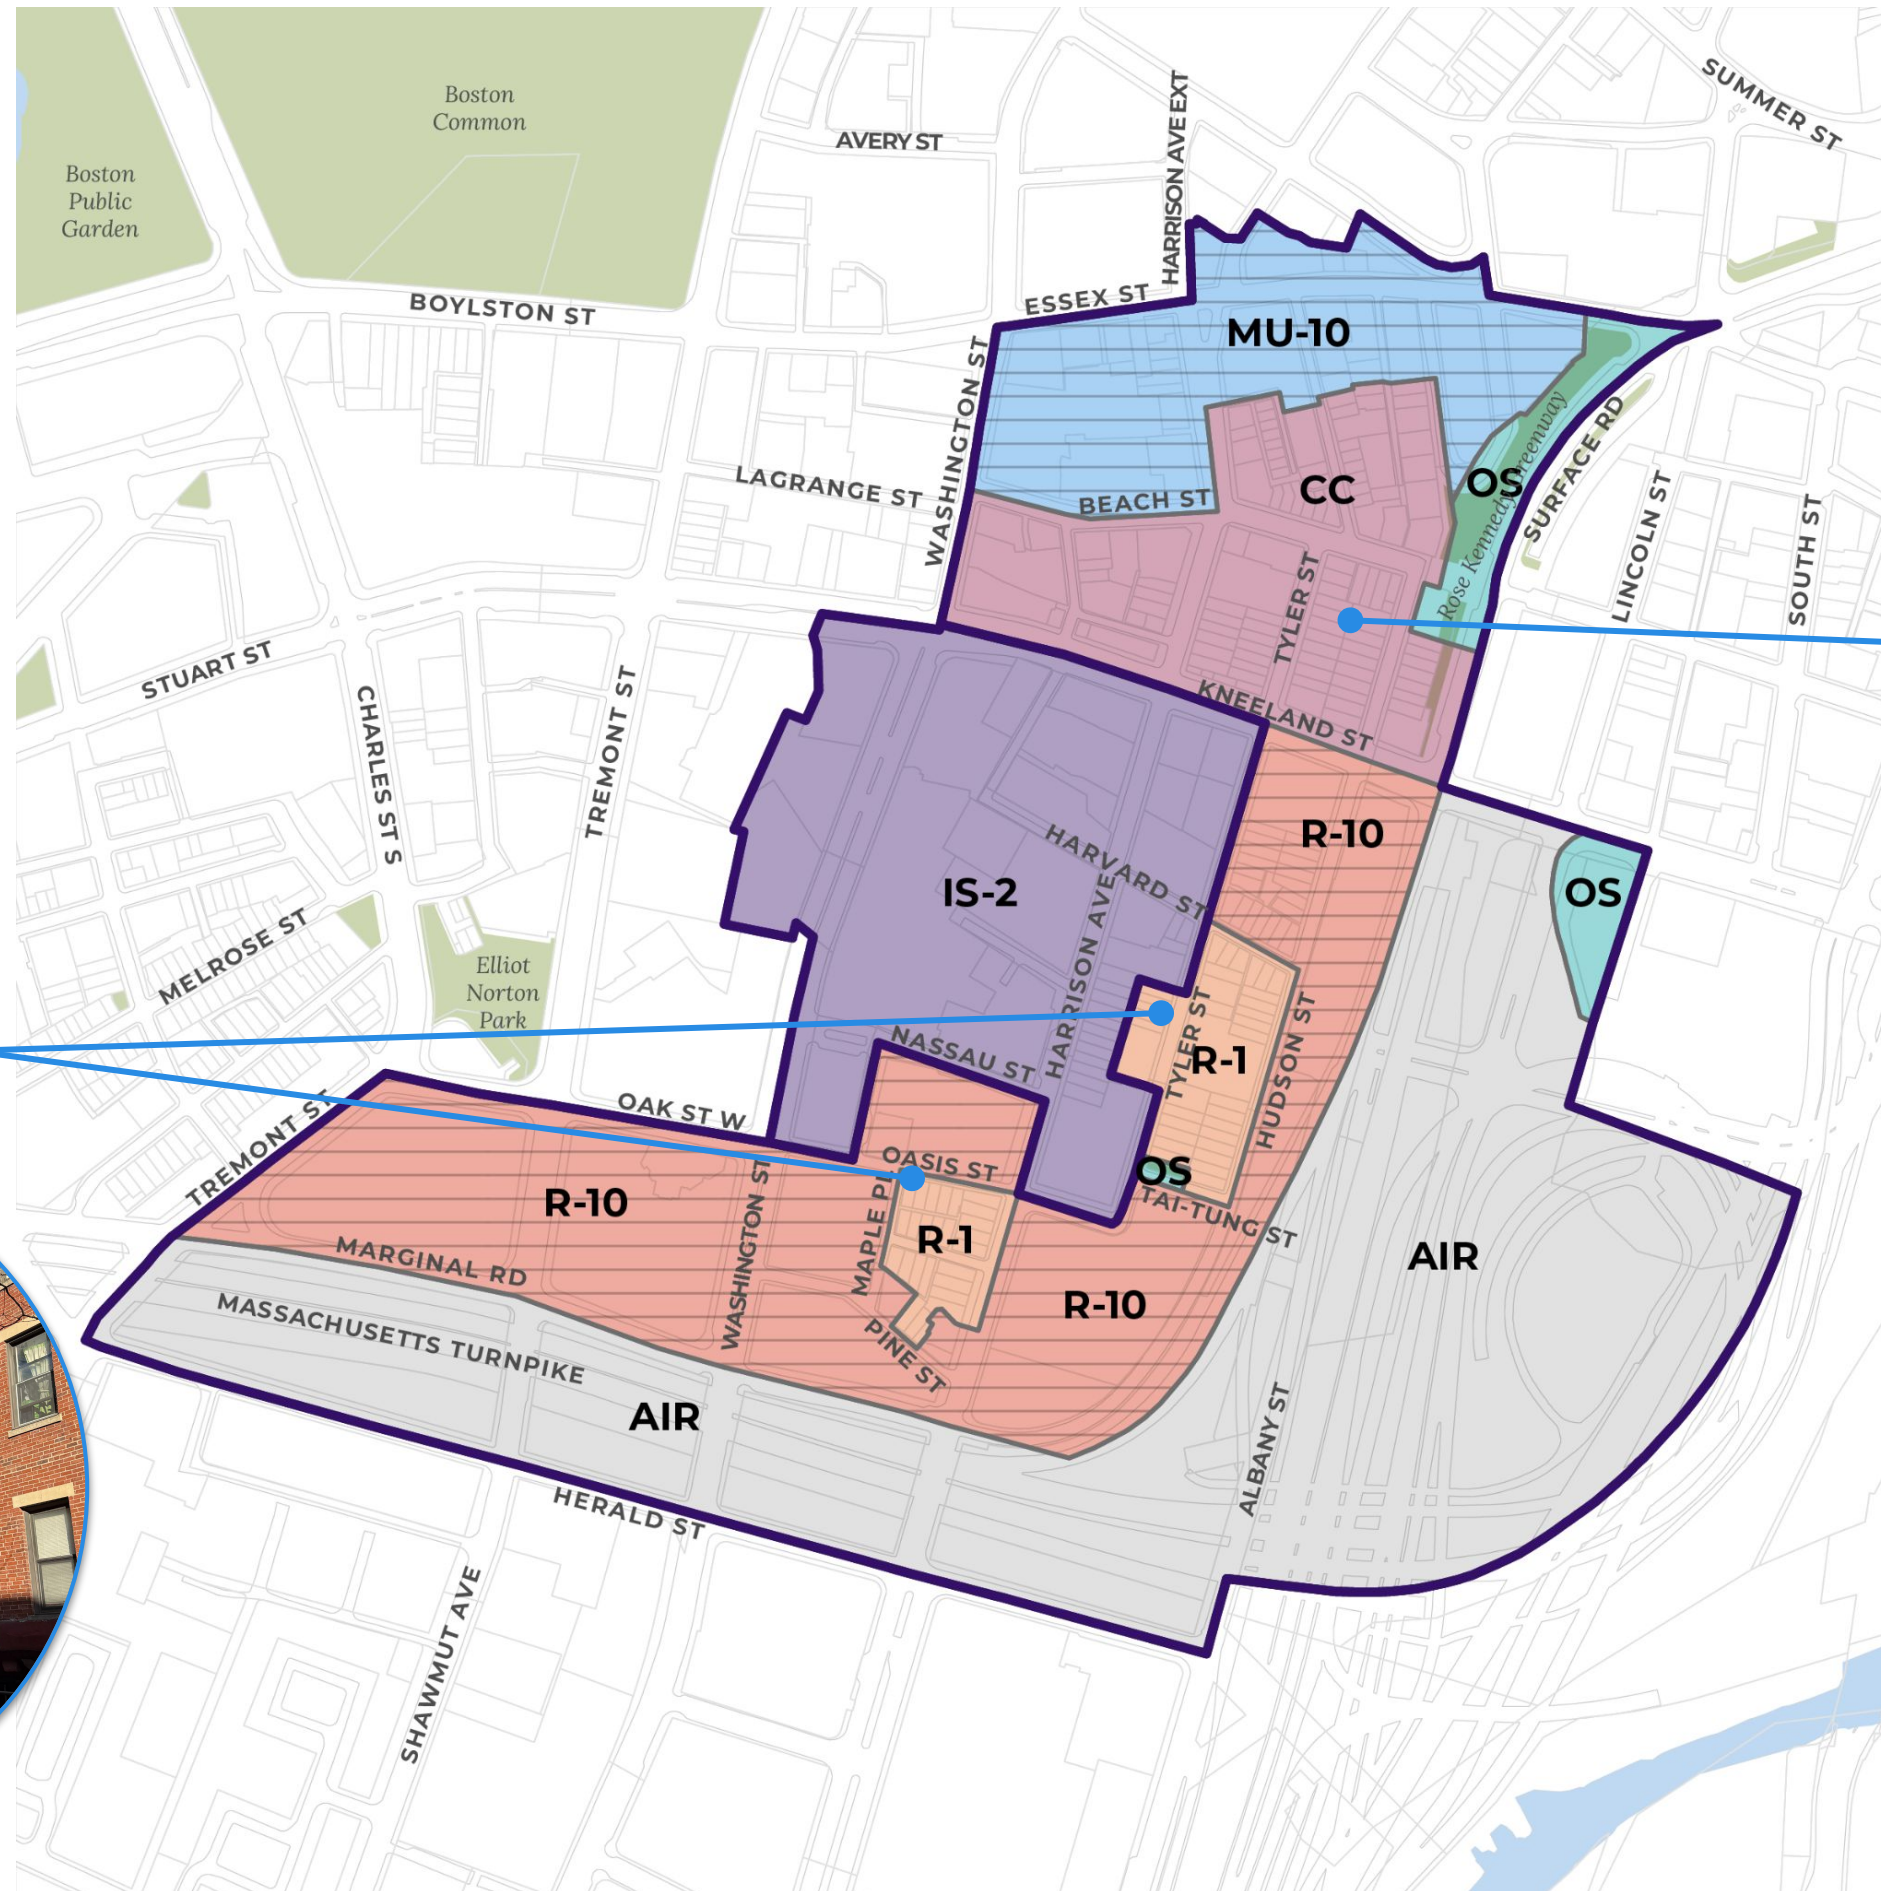 SUMMER ST
Boston
Common
HARRISON AVE EXT
AVERY ST
Boston
Public
Garden
ESSEX ST
BOYLSTON ST
MU-10
WASHINGTON ST
Rose Kennedy Greenway
SURFACE RD
LAGRANGE ST
BEACH ST
CC
OS
LINCOLN ST
SOUTH ST
TYLER ST
STUART ST
CHARLES ST S
TREMONT ST
KNEELAND ST
R-10
HARVARD ST
IS-2
OS
HARRISON AVE
MELROSE ST
Elliot
Norton
Park
TYLER ST
HUDSON ST
NASSAU ST
R-1
TREMONT ST
OAK ST W
OASIS ST
OS
TAI-TUNG ST
R-10
WASHINGTON ST
MAPLE PL
R-1
AIR
MARGINAL RD
R-10
MASSACHUSETTS TURNPIKE
PINE ST
AIR
ALBANY ST
HERALD ST
SHAWMUT AVE